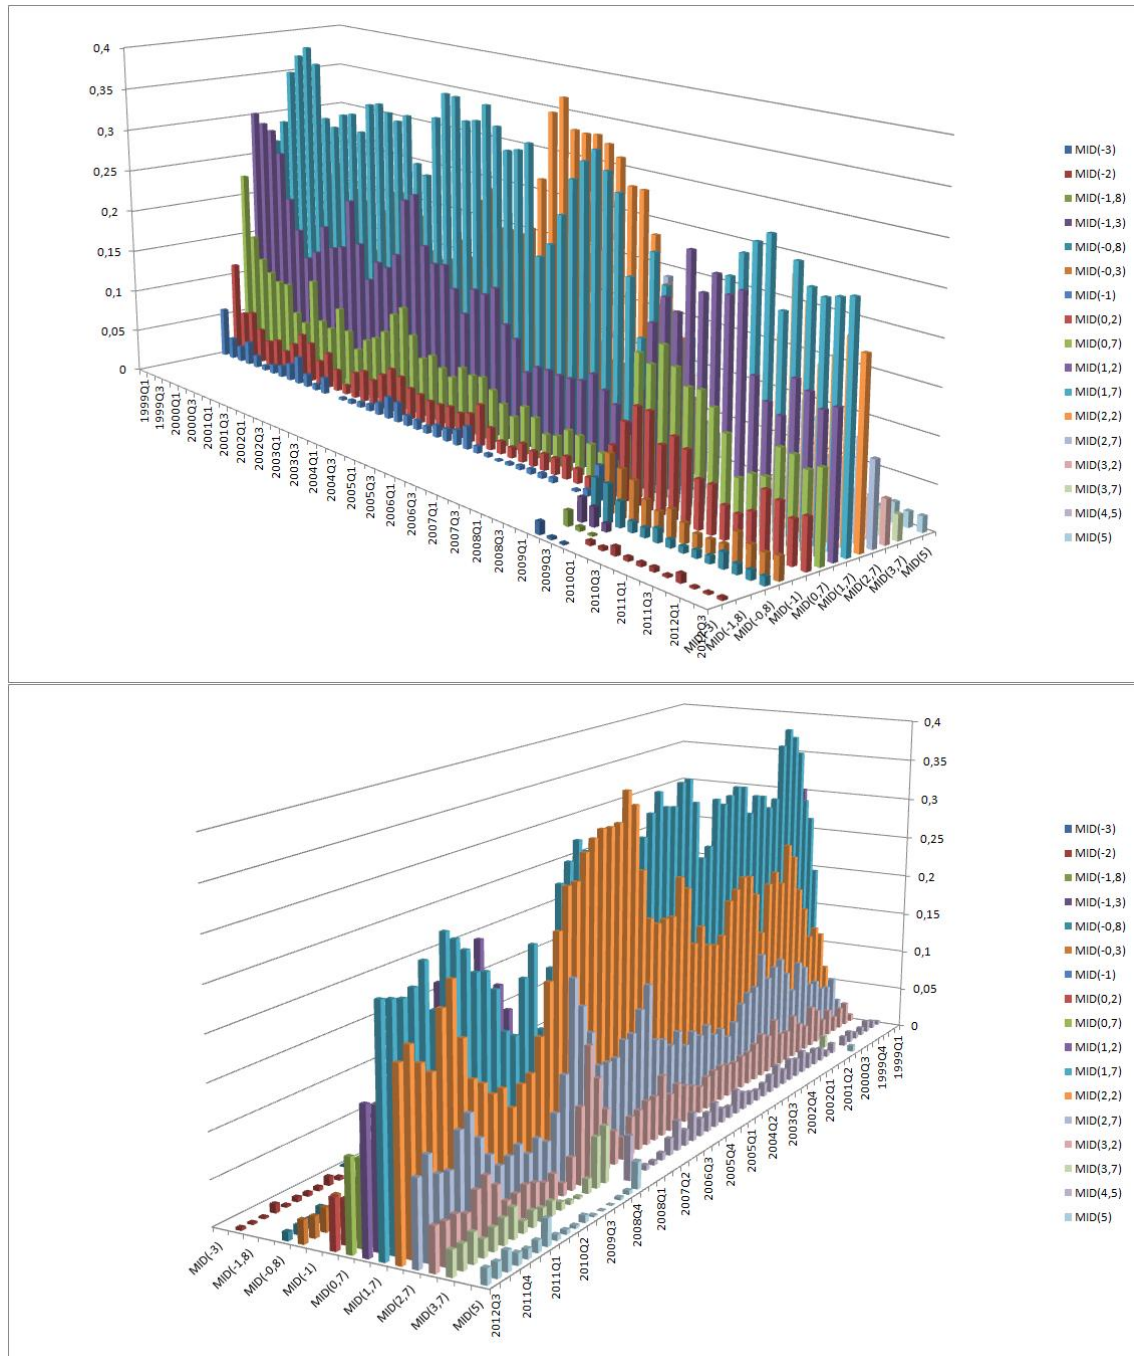 0,4
0,35
0,3
0,25
0,2
0,15
0,1
0,05
0
1999Q1
1999Q3
2000Q1
2000Q3
2001Q1
2001Q3
2002Q1
2002Q3
2003Q1
2003Q3
2004Q1
2004Q3
2005Q1
2005Q3
2006Q1
2006Q3
2007Q1
2007Q3
2008Q1
2008Q3
2009Q1
2009Q3
2010Q1
2010Q3
2011Q1
2011Q3
2012Q1
2012Q3
MID(-3)
MID(-1,8)
MID(-0,8)
MID(-1)
MID(0,7)
MID(1,7)
MID(2,7)
MID(3,7)
MID(5)
MID(-3)
MID(-2)
MID(-1,8)
MID(-1,3)
MID(-0,8)
MID(-0,3)
MID(-1)
MID(0,2)
MID(0,7)
MID(1,2)
MID(1,7)
MID(2,2)
MID(2,7)
MID(3,2)
MID(3,7)
MID(4,5)
MID(5)
0,4
0,35
0,3
0,25
0,2
0,15
0,1
0,05
0
MID(-3)
MID(-1,8)
MID(-0,8)
MID(-1)
MID(0,7)
MID(1,7)
MID(2,7)
MID(3,7)
MID(5)
2012Q3
2011Q4
2011Q1
2010Q2
2009Q3
2008Q4
2008Q1
2007Q2
2006Q3
2005Q4
2005Q1
2004Q2
2003Q3
2002Q4
2002Q1
2001Q2
2000Q3
1999Q4
1999Q1
MID(-3)
MID(-2)
MID(-1,8)
MID(-1,3)
MID(-0,8)
MID(-0,3)
MID(-1)
MID(0,2)
MID(0,7)
MID(1,2)
MID(1,7)
MID(2,2)
MID(2,7)
MID(3,2)
MID(3,7)
MID(4,5)
MID(5)